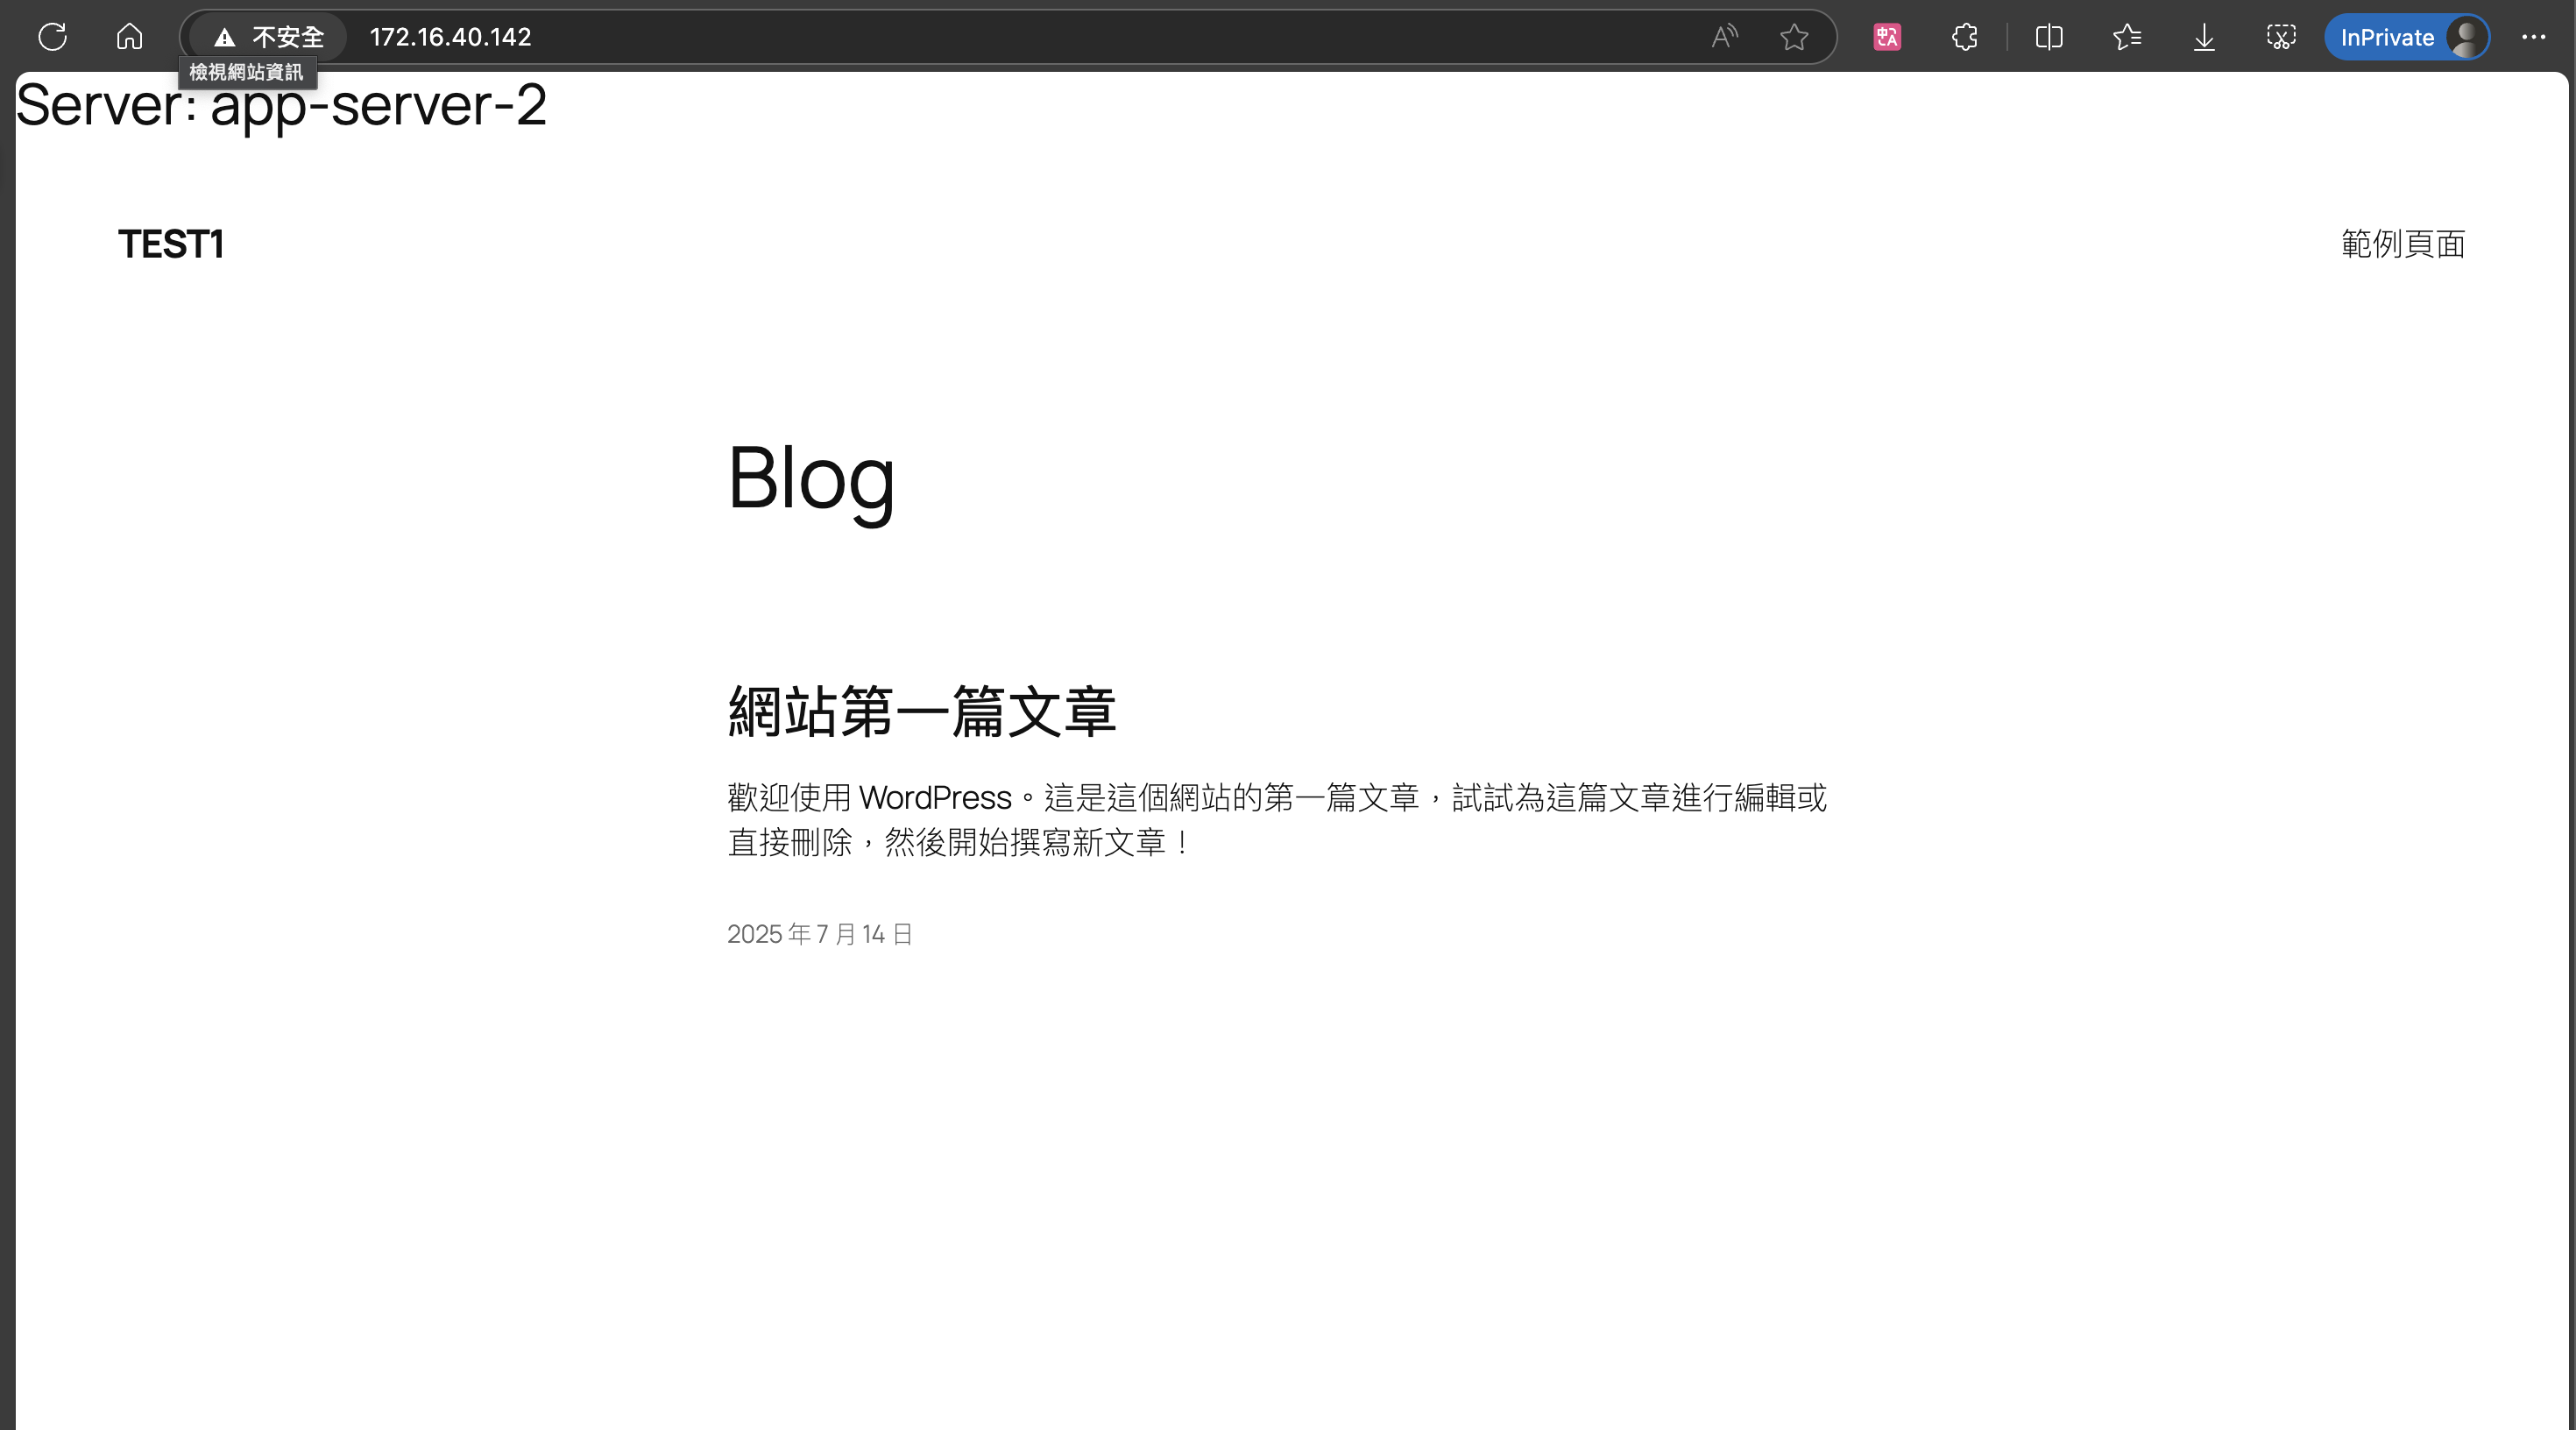 不安全 172.16.40.142 InPrivate
檢視網站資訊
Server: app-server-2
TEST1 範例頁面
Blog
網站第一篇文章
歡迎使用 WordPress。這是這個網站的第一篇文章，試試為這篇文章進行編輯或
直接刪除，然後開始撰寫新文章！
2025 年 7 月 14 日